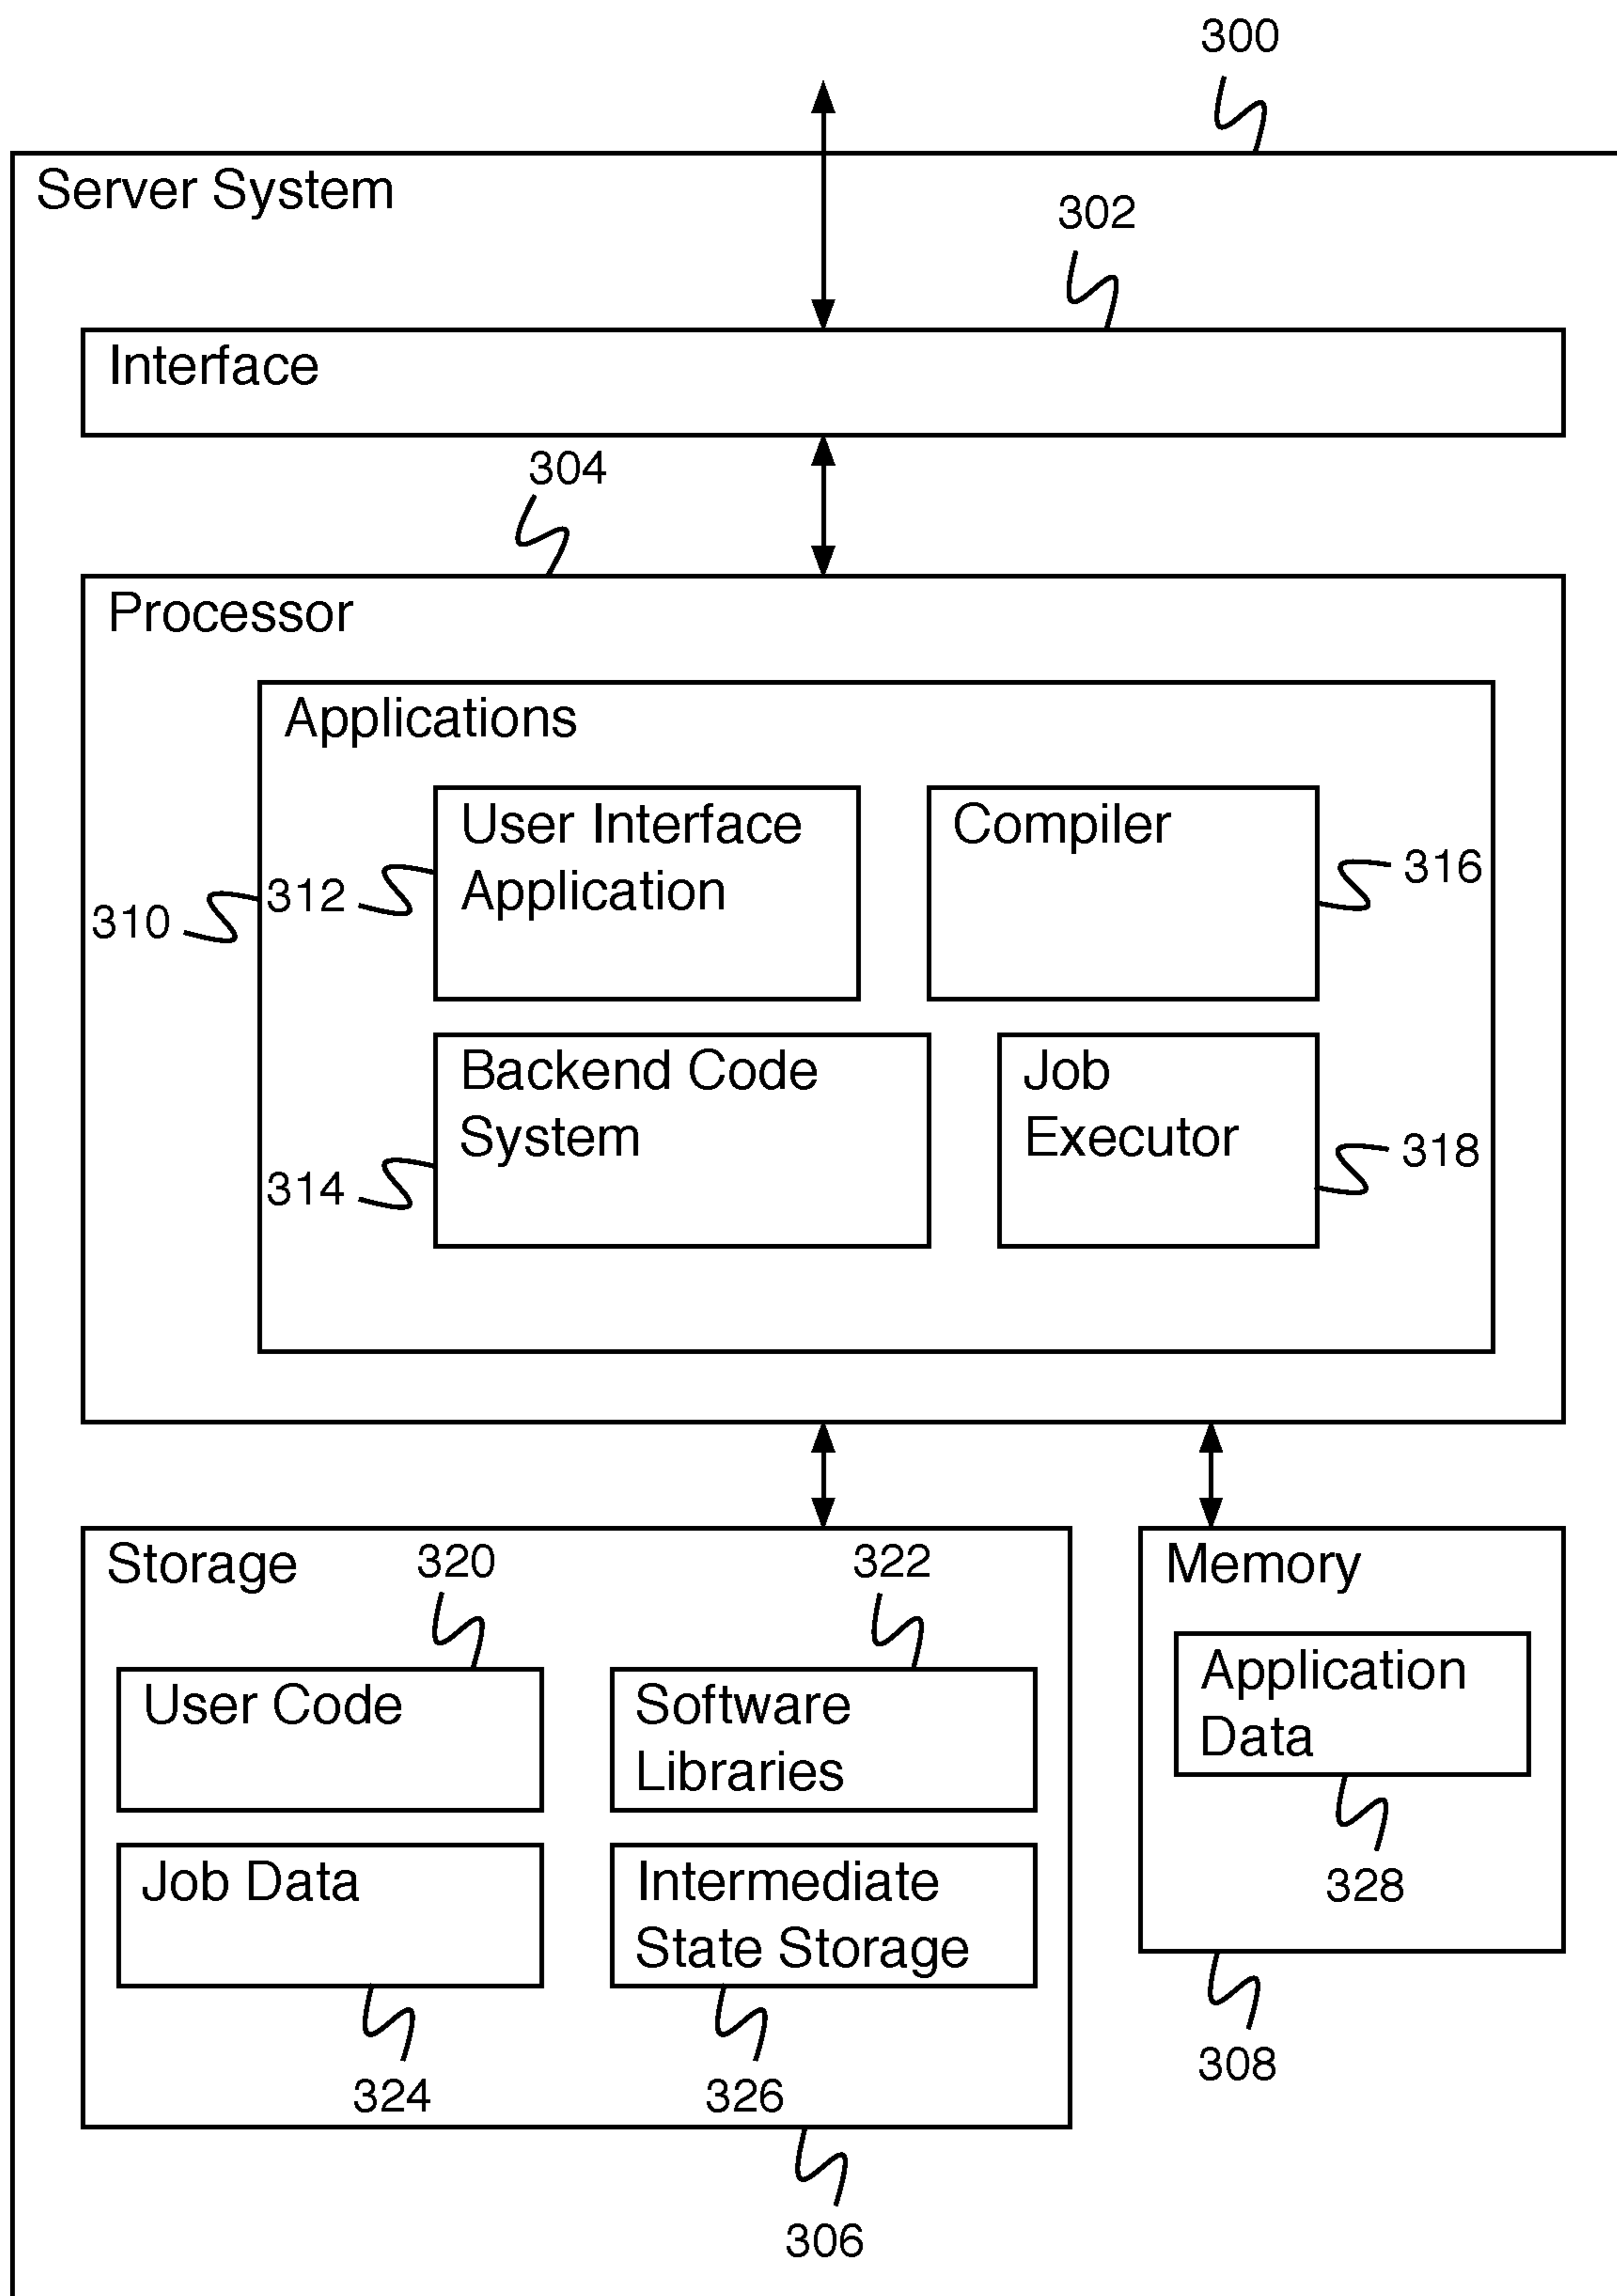 300
Server System
302
Interface
304
Processor
Applications
User Interface
Application
312
310
Compiler
316
Backend Code
System
314
Job
Executor
318
Storage
320
322
User Code
Software
Libraries
Job Data
Intermediate
State Storage
324
326
306
Memory
Application
Data
328
308